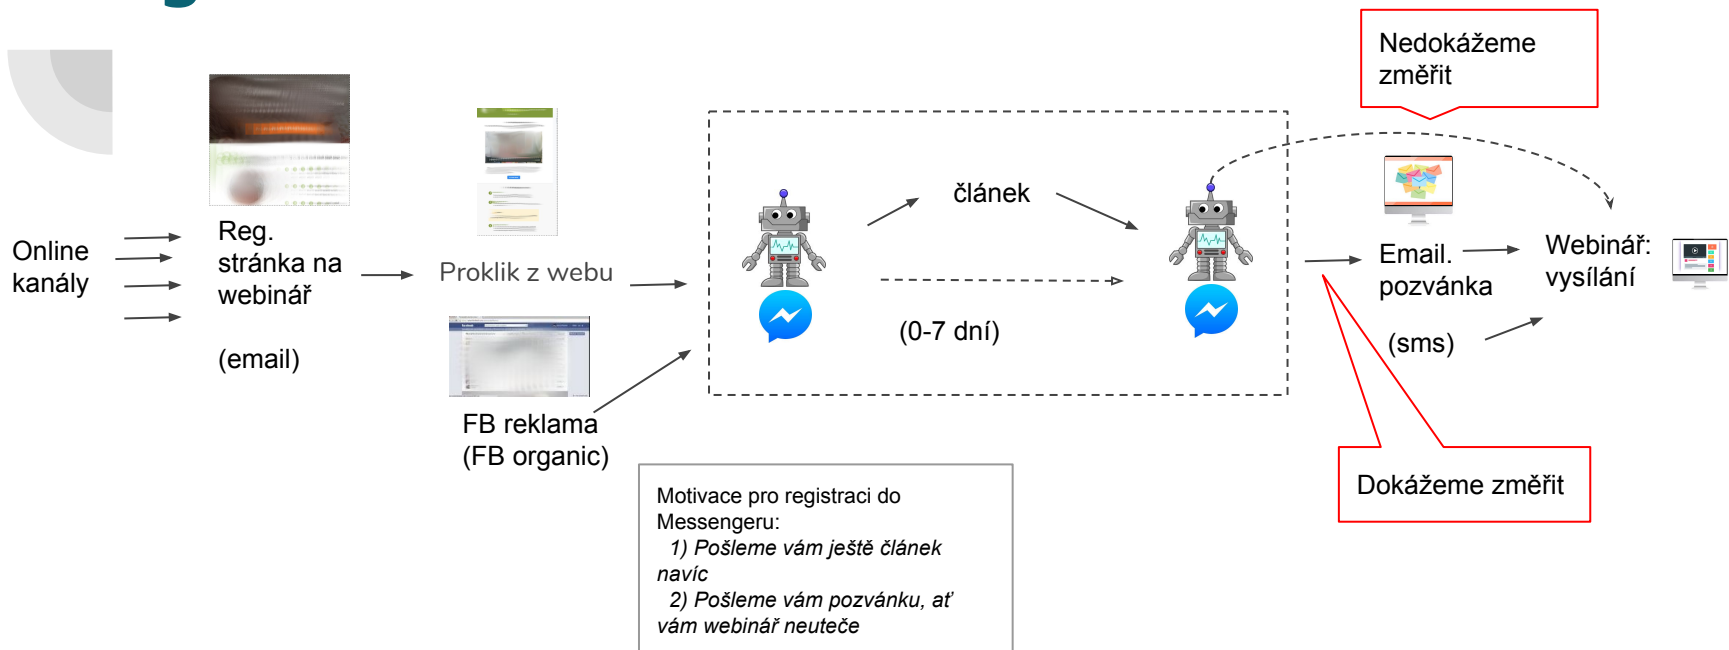 Nedokážeme
změřit
Online
kanály
Reg.
stránka na
webinář
(email)
Proklik z webu
FB reklama
(FB organic)
článek
(0-7 dní)
Email.
pozvánka
(sms)
Webinář:
vysílání
Dokážeme změřit
Motivace pro registraci do
Messengeru:
1) Pošleme vám ještě článek
navíc
2) Pošleme vám pozvánku, ať
vám webinář neuteče